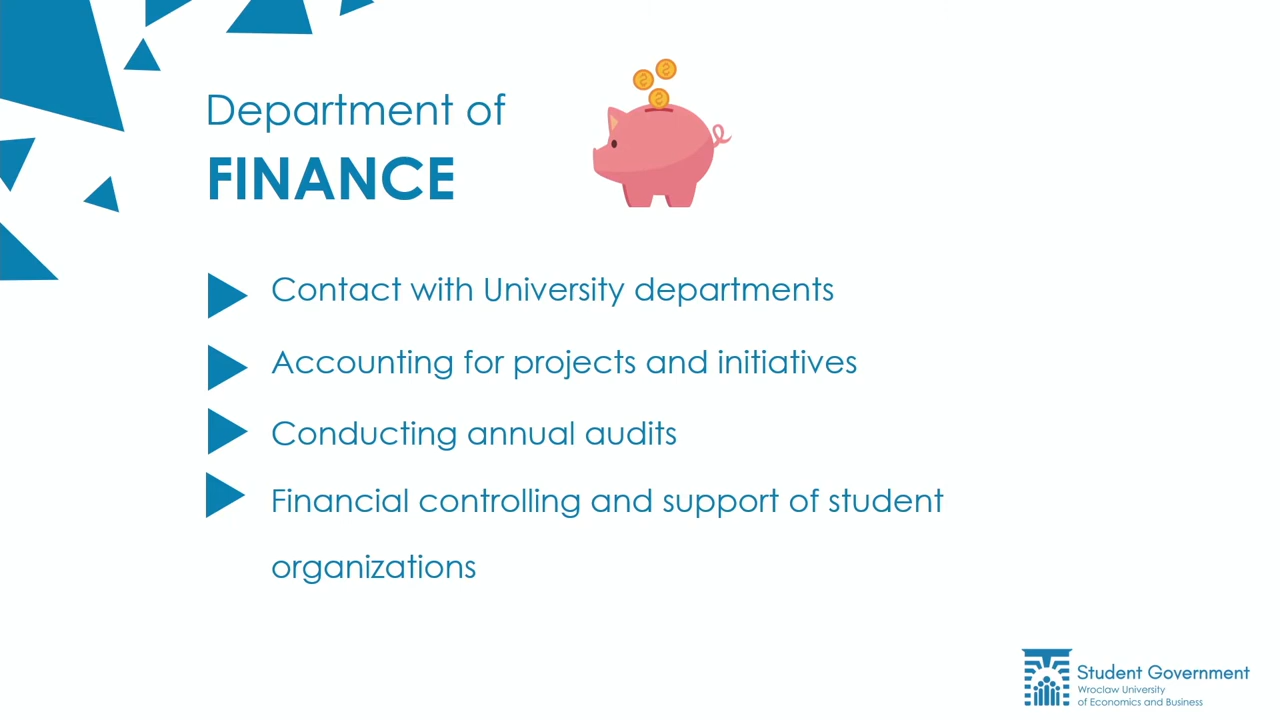 Department of
FINANCE
Contact with University departments
Accounting for projects and initiatives
Conducting annual audits
Financial controlling and support of student
organizations
Student Government
Wroclaw University
of Economics and Business